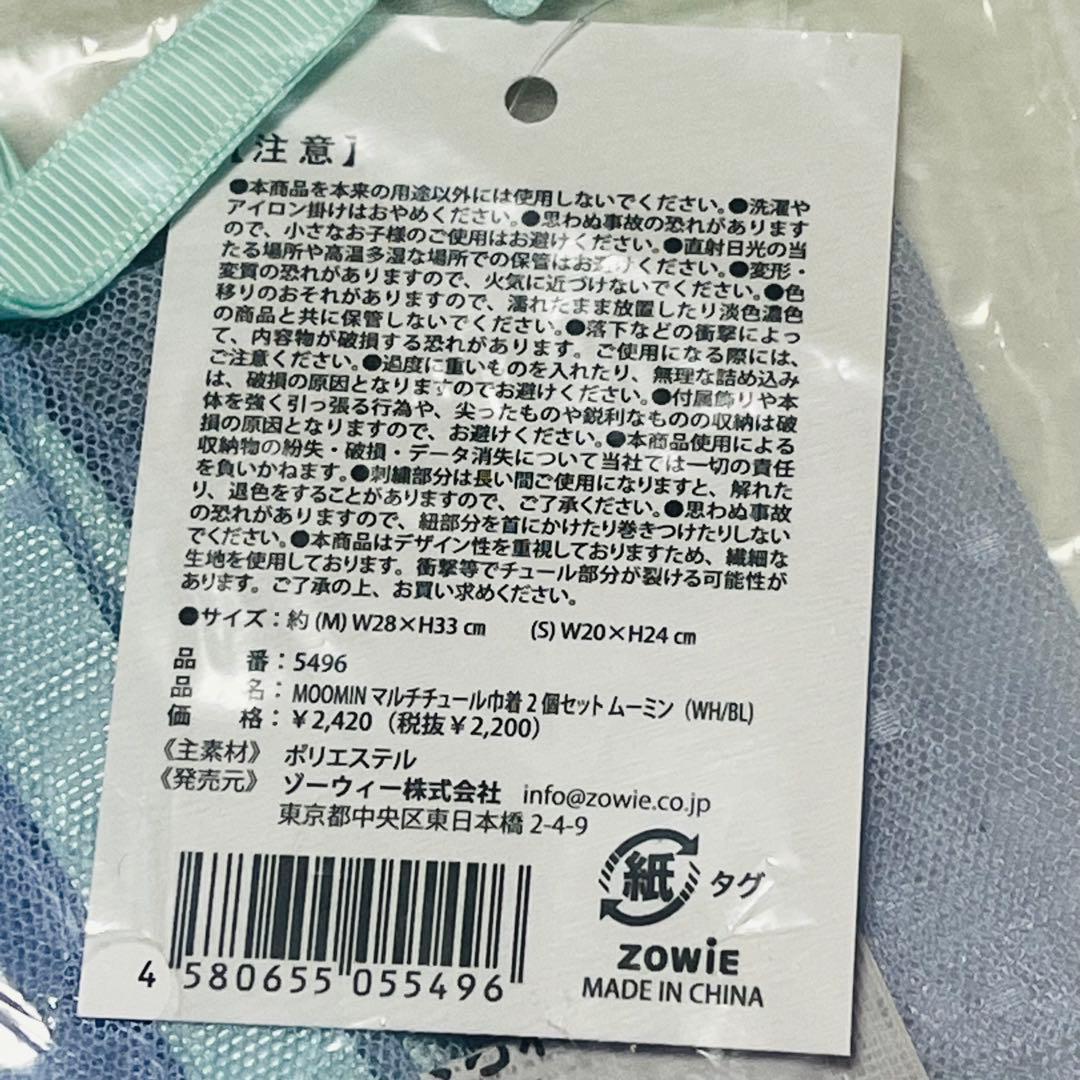 【注意】
●本商品を本来の用途以外には使用しないでください。●洗濯や
アイロン掛けはおやめください。●思わぬ事故の恐れがあります
ので、小さなお子様のご使用はお避けください。●直射日光の当
たる場所や高温多湿な場所での保管はお避けください。●変形・
変質の恐れがありますので、火気に近づけないでください。●色
移りのおそれがありますので、濡れたまま放置したり淡色濃色
の商品と共に保管しないでください。●落下などの衝撃によっ
て、内容物が破損する恐れがあります。ご使用になる際には、
ご注意ください。●過度に重いものを入れたり、無理な詰め込み
は、破損の原因となりますのでお避けください。●付属飾りや本
体を強く引っ張る行為や、尖ったものや鋭利なものの収納は破
損の原因となりますので、お避けください。●本商品使用による
収納物の紛失・破損・データ消失について当社では一切の責任
を負いかねます。●刺繍部分は長い間ご使用になりますと、解れた
り、退色をすることがありますので、ご了承ください。●思わぬ事故
の恐れがありますので、紐部分を首にかけたり巻きつけたりしない
でください。●本商品はデザイン性を重視しておりますため、繊細な
生地を使用しております。衝撃等でチュール部分が裂ける可能性が
あります。ご了承の上、お買い求めください。
●サイズ：約 (M) W28×H33 ㎝ (S) W20×H24 ㎝
品 番：5496
品 名：MOOMIN マルチチュール巾着 2 個セット ムーミン (WH/BL)
価 格：￥2,420（税抜￥2,200）
《主素材》 ポリエステル
《発売元》 ゾーウィー株式会社 info@zowie.co.jp
東京都中央区東日本橋 2-4-9
紙 タグ
ZOWiE
MADE IN CHINA
4 580655 055496